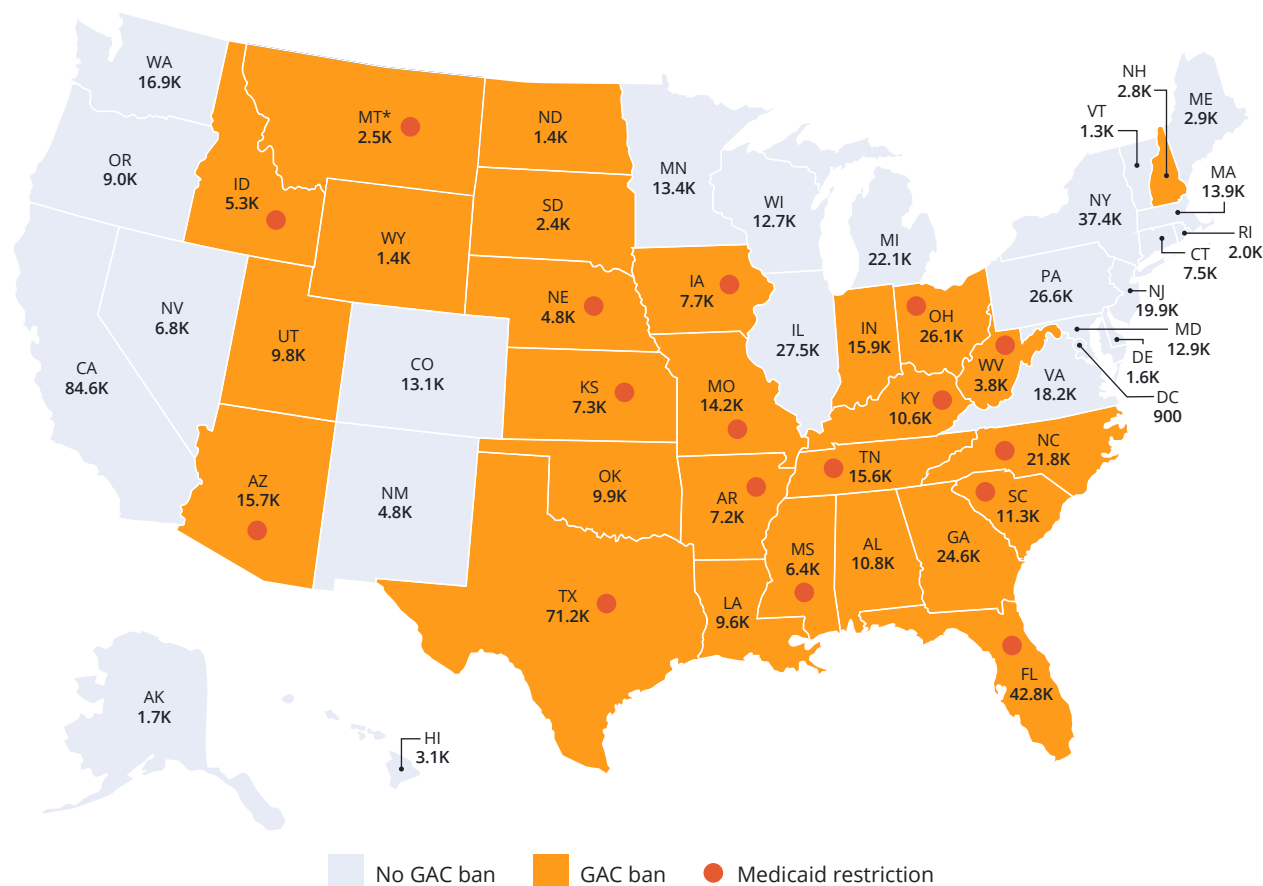 WA
16.9K
OR
9.0K
CA
84.6K
NV
6.8K
ID
5.3K
MT*
2.5K
WY
1.4K
UT
9.8K
AZ
15.7K
CO
13.1K
NM
4.8K
ND
1.4K
SD
2.4K
NE
4.8K
KS
7.3K
OK
9.9K
TX
71.2K
MN
13.4K
IA
7.7K
MO
14.2K
AR
7.2K
LA
9.6K
WI
12.7K
IL
27.5K
MI
22.1K
IN
15.9K
OH
26.1K
KY
10.6K
TN
15.6K
MS
6.4K
AL
10.8K
GA
24.6K
FL
42.8K
SC
11.3K
NC
21.8K
WV
3.8K
VA
18.2K
PA
26.6K
NY
37.4K
VT
1.3K
NH
2.8K
ME
2.9K
MA
13.9K
RI
2.0K
CT
7.5K
NJ
19.9K
MD
12.9K
DE
1.6K
DC
900
AK
1.7K
HI
3.1K
No GAC ban
GAC ban
Medicaid restriction